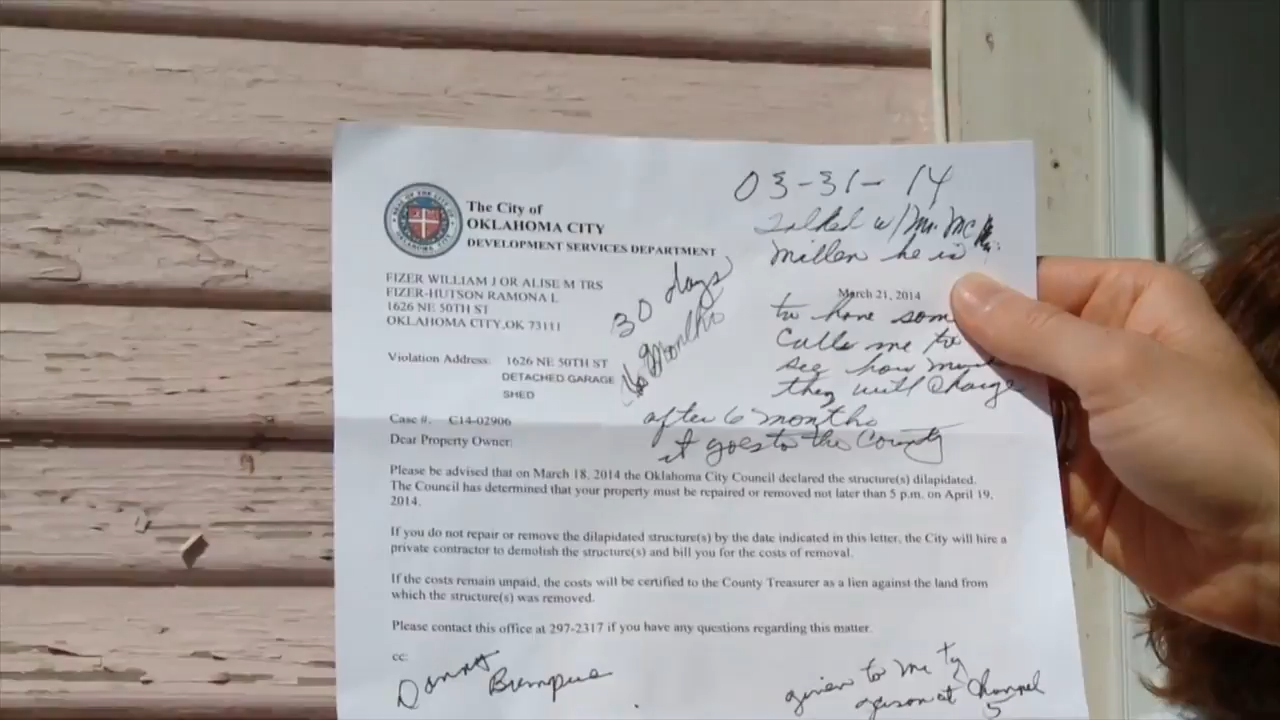 03-31-14
Talked w/Mr. Mc
Millen he is
The City of
OKLAHOMA CITY
DEVELOPMENT SERVICES DEPARTMENT
FIZER WILLIAM J OR ALISE M TRS
FIZER-HUTSON RAMONA L
1626 NE 50TH ST
OKLAHOMA CITY,OK 73111
30 days
6 months
March 21, 2014
to have som
calls me to
see how mu
they will charge
Violation Address: 1626 NE 50TH ST
DETACHED GARAGE
SHED
after 6 months
it goes to the County
Case #: C14-02906
Dear Property Owner:
Please be advised that on March 18, 2014 the Oklahoma City Council declared the structure(s) dilapidated.
The Council has determined that your property must be repaired or removed not later than 5 p.m. on April 19,
2014.
If you do not repair or remove the dilapidated structure(s) by the date indicated in this letter, the City will hire a
private contractor to demolish the structure(s) and bill you for the costs of removal.
If the costs remain unpaid, the costs will be certified to the County Treasurer as a lien against the land from
which the structure(s) was removed.
Please contact this office at 297-2317 if you have any questions regarding this matter.
cc:
given to me
at Channel
5